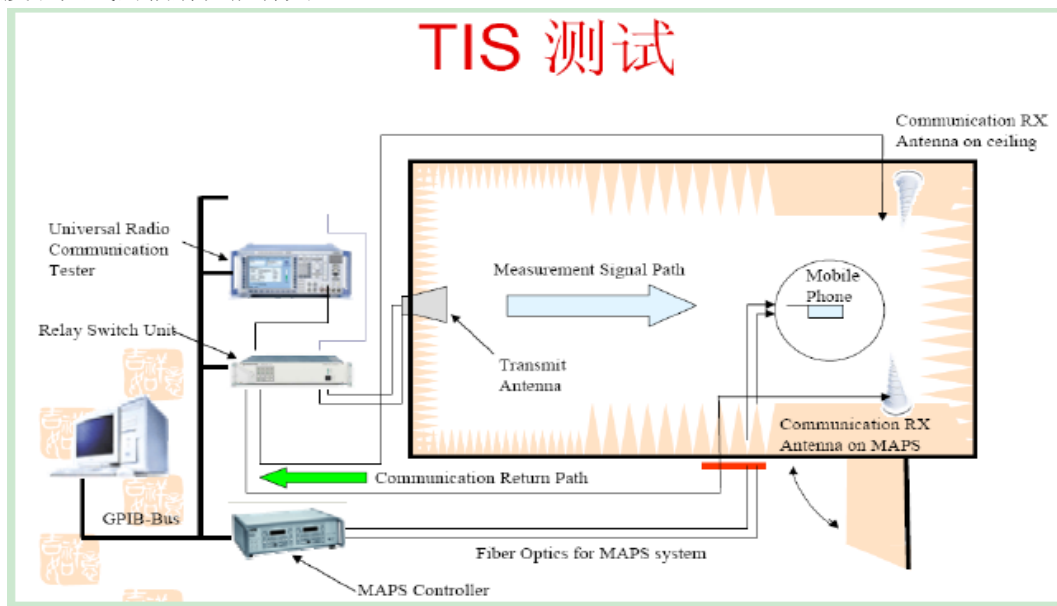 TIS 测试
Communication RX
Antenna on ceiling
Universal Radio
Communication
Tester
Measurement Signal Path
Mobile
Phone
Relay Switch Unit
Transmit
Antenna
Communication RX
Antenna on MAPS
Communication Return Path
GPIB-Bus
Fiber Optics for MAPS system
MAPS Controller